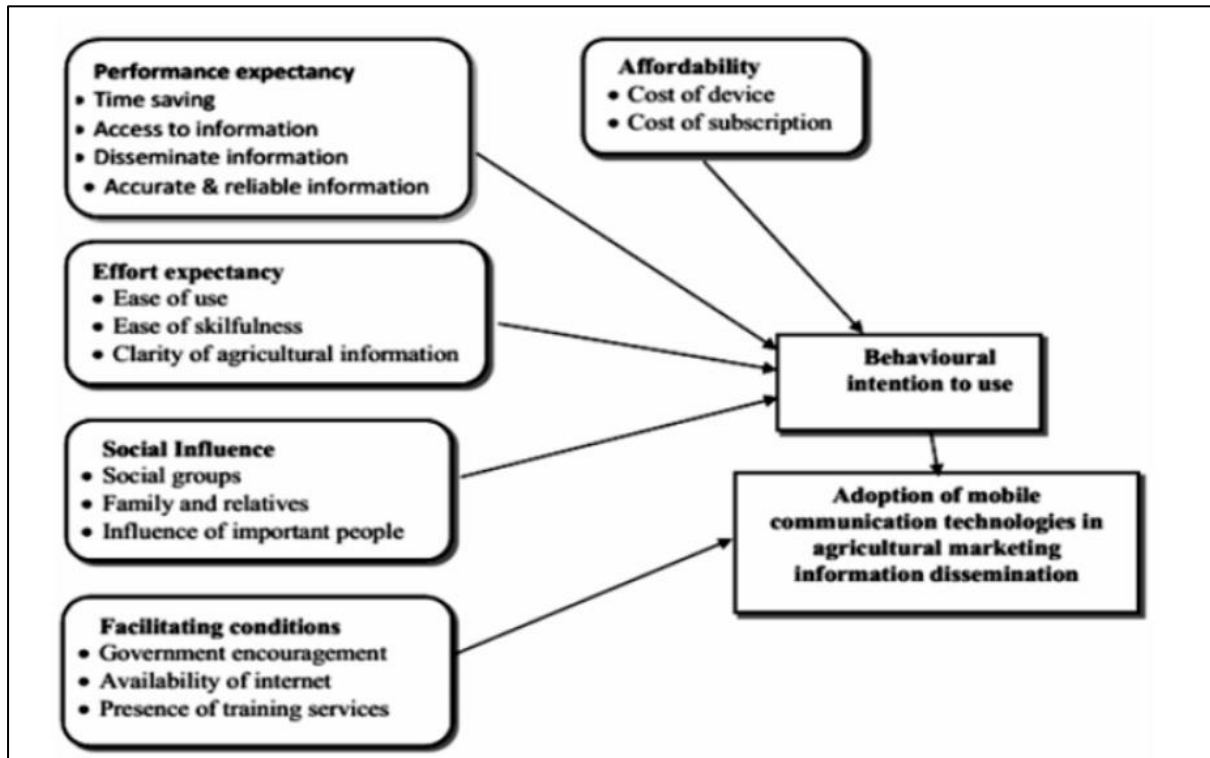 Performance expectancy
• Time saving
• Access to information
• Disseminate information
• Accurate & reliable information
Affordability
• Cost of device
• Cost of subscription
Effort expectancy
• Ease of use
• Ease of skilfulness
• Clarity of agricultural information
Behavioural
intention to use
Social Influence
• Social groups
• Family and relatives
• Influence of important people
Adoption of mobile
communication technologies in
agricultural marketing
information dissemination
Facilitating conditions
• Government encouragement
• Availability of internet
• Presence of training services